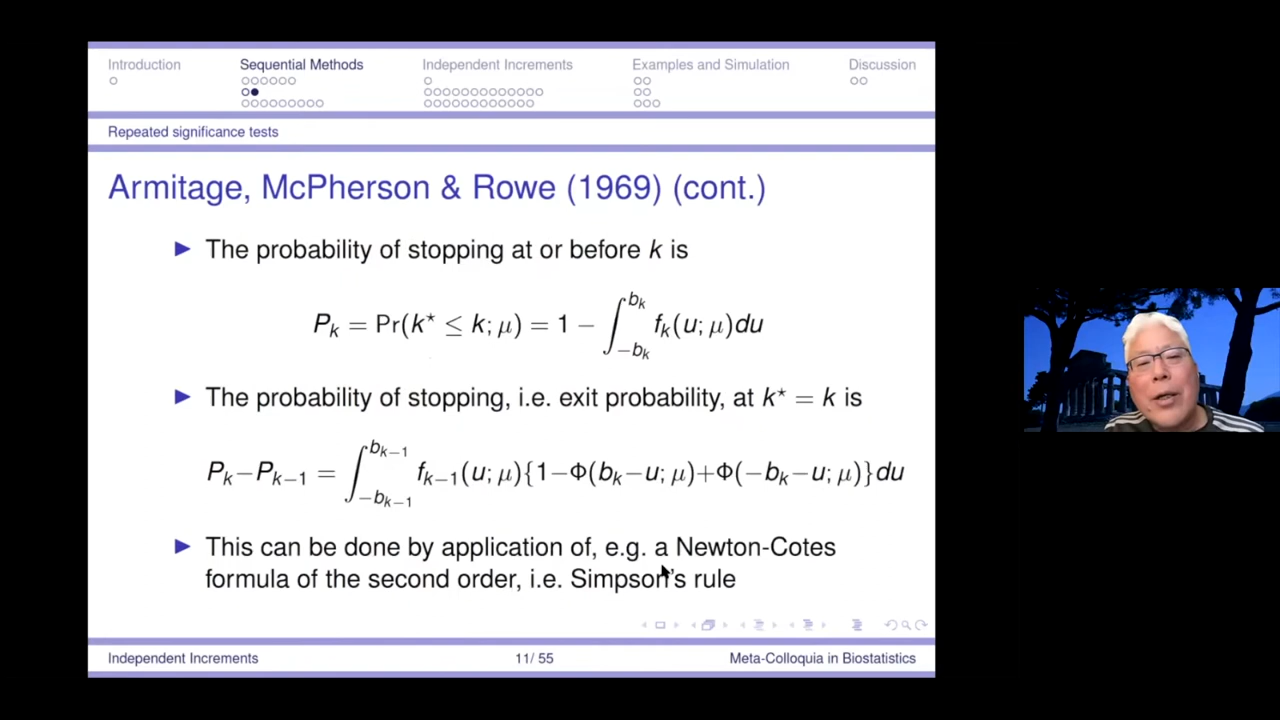 Introduction Sequential Methods Independent Increments Examples and Simulation Discussion
Repeated significance tests
Armitage, McPherson & Rowe (1969) (cont.)
The probability of stopping at or before k is
P_k = Pr(k⋆ ≤ k; μ) = 1 − ∫_{−b_k}^{b_k} f_k(u; μ)du
The probability of stopping, i.e. exit probability, at k⋆ = k is
P_k−P_{k−1} = ∫_{−b_{k−1}}^{b_{k−1}} f_{k−1}(u; μ){1−Φ(b_k−u; μ)+Φ(−b_k−u; μ)}du
This can be done by application of, e.g. a Newton-Cotes
formula of the second order, i.e. Simpson's rule
Independent Increments 11/ 55 Meta-Colloquia in Biostatistics